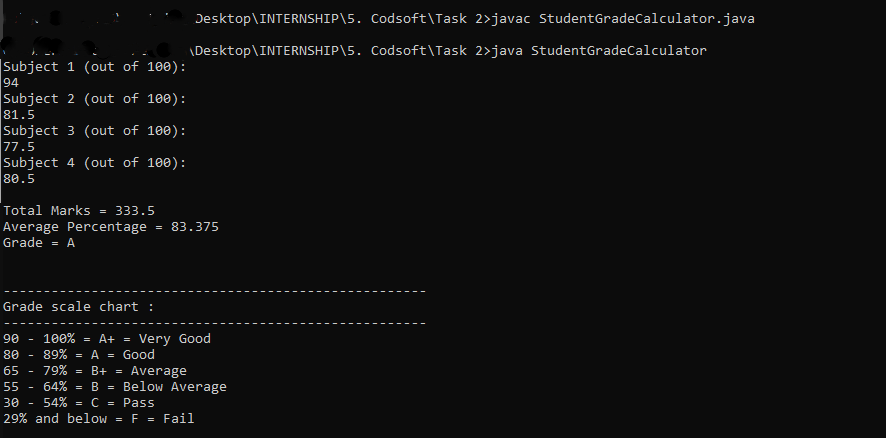 \Desktop\INTERNSHIP\5. Codsoft\Task 2>javac StudentGradeCalculator.java
\Desktop\INTERNSHIP\5. Codsoft\Task 2>java StudentGradeCalculator
Subject 1 (out of 100):
94
Subject 2 (out of 100):
81.5
Subject 3 (out of 100):
77.5
Subject 4 (out of 100):
80.5
Total Marks = 333.5
Average Percentage = 83.375
Grade = A
-----------------------------------------------------
Grade scale chart :
-----------------------------------------------------
90 - 100% = A+ = Very Good
80 - 89% = A = Good
65 - 79% = B+ = Average
55 - 64% = B = Below Average
30 - 54% = C = Pass
29% and below = F = Fail